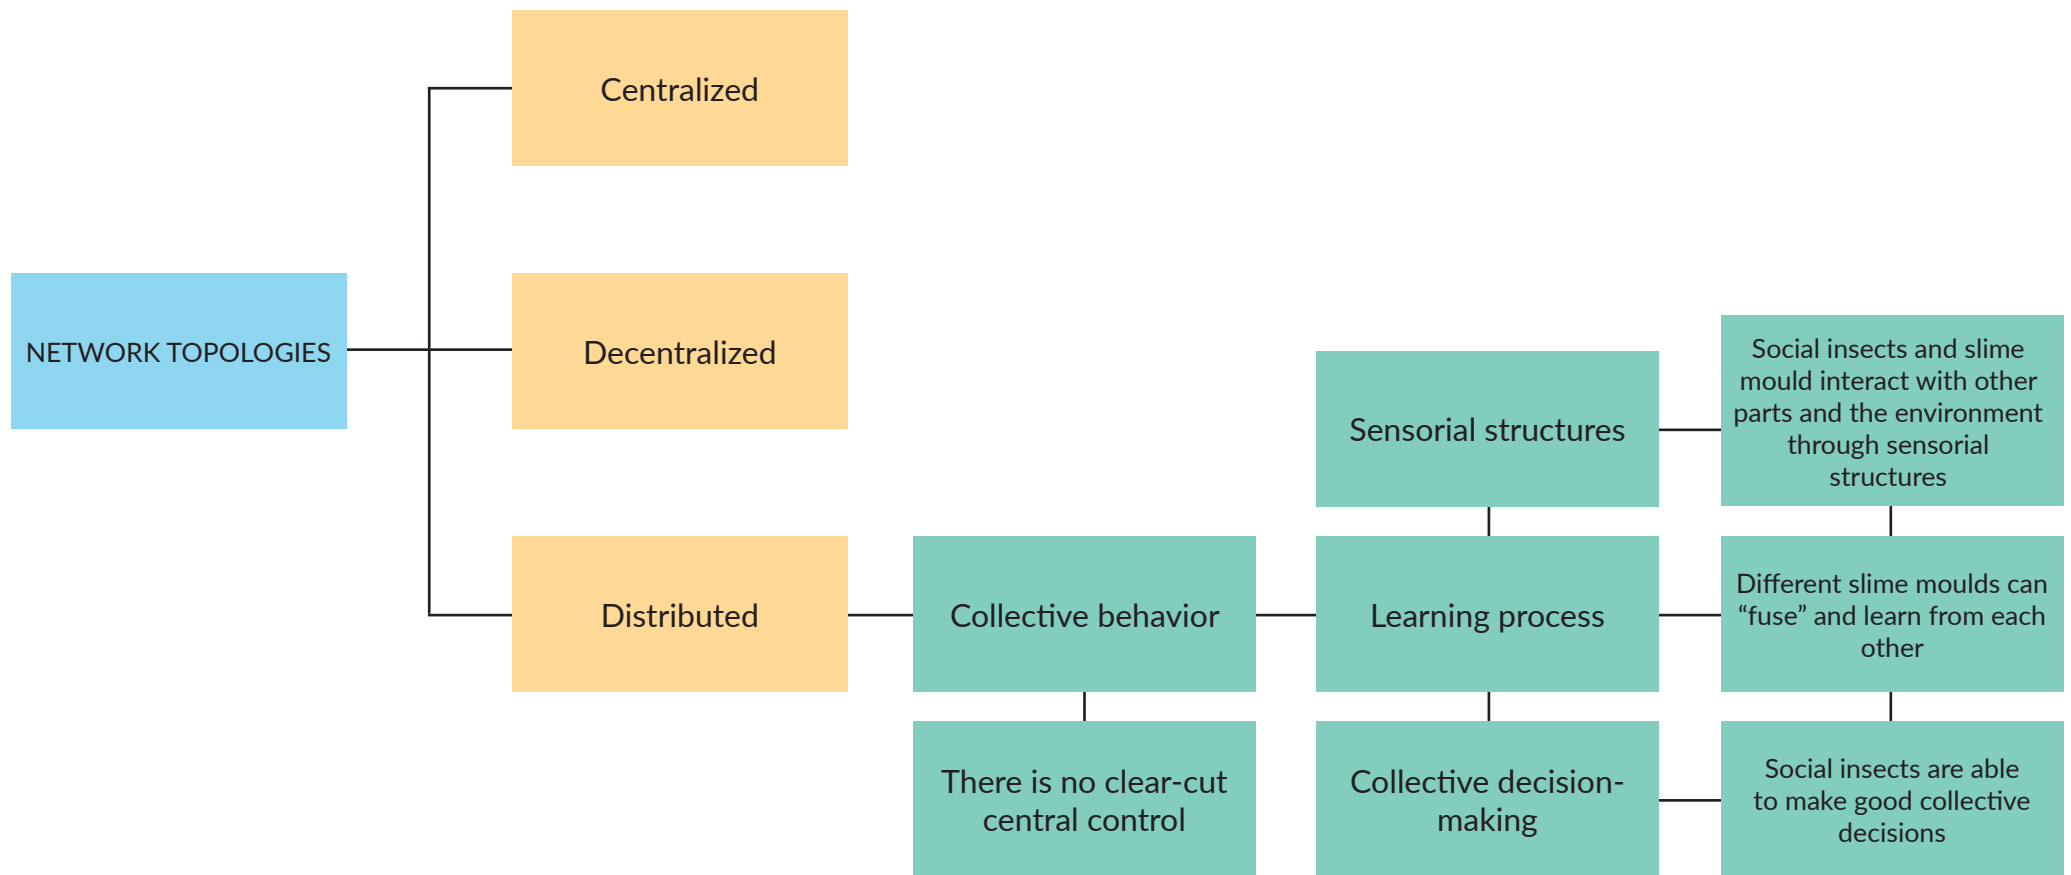 Centralized
NETWORK TOPOLOGIES
Decentralized
Distributed
Collective behavior
There is no clear-cut
central control
Sensorial structures
Learning process
Collective decision-
making
Social insects and slime
mould interact with other
parts and the environment
through sensorial
structures
Different slime moulds can
“fuse” and learn from each
other
Social insects are able
to make good collective
decisions